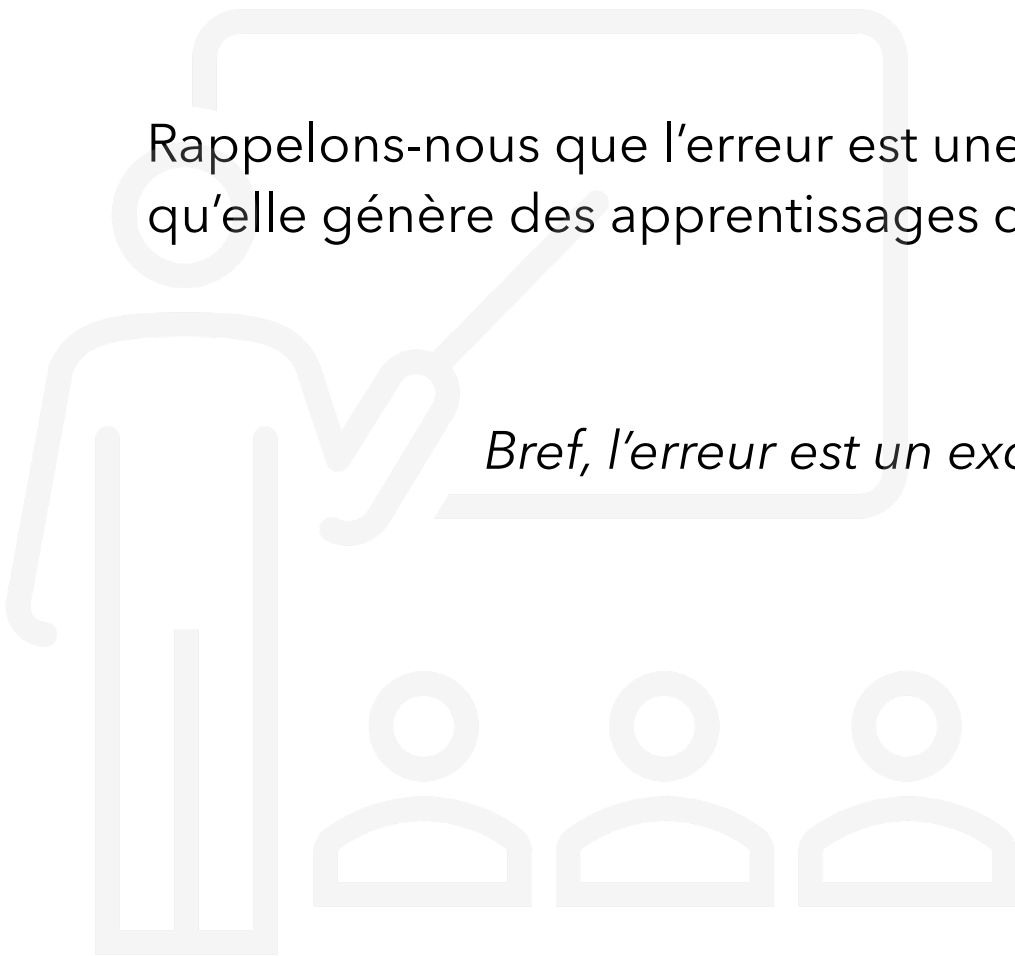 Rappelons-nous que l'erreur est une
qu'elle génère des apprentissages
Bref, l'erreur est un